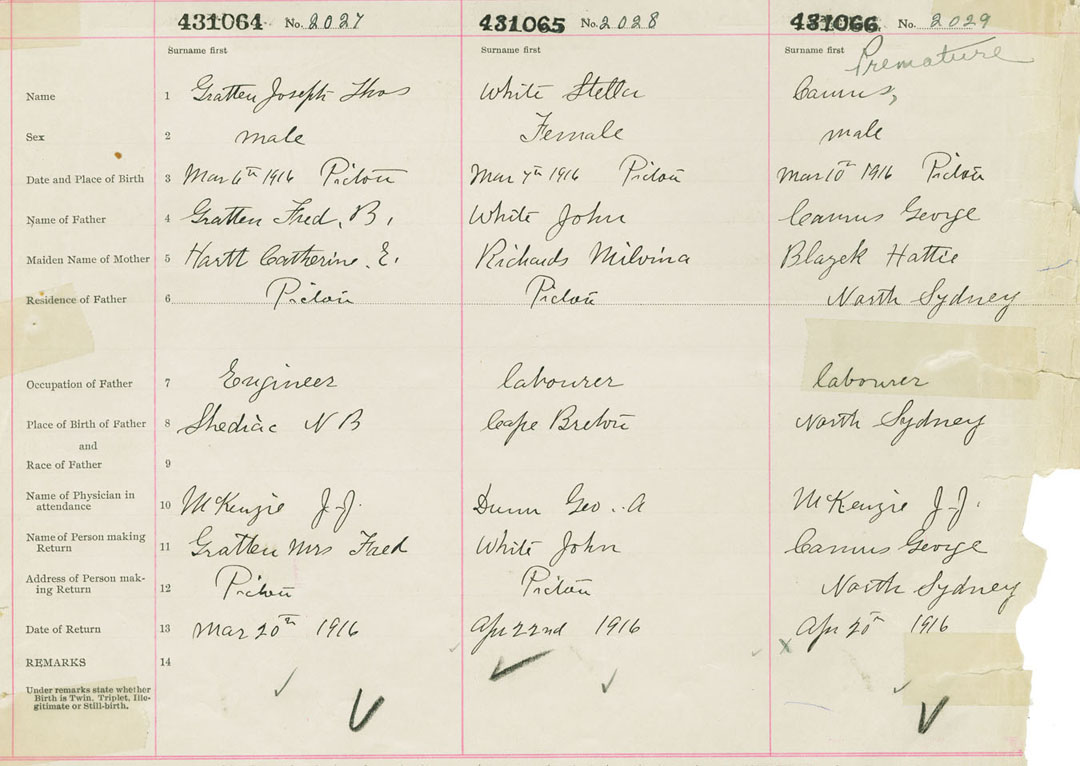 431064 No. 2027 431065 No. 2028 431066 No. 2029
Surname first Surname first Surname first Premature
Name 1 Gratten Joseph Thos White Stella Camus,
Sex 2 male Female male
Date and Place of Birth 3 Mar 6th 1916 Pictou Mar 7th 1916 Pictou Mar 10th 1916 Pictou
Name of Father 4 Gratten Fred. B. White John Camus George
Maiden Name of Mother 5 Hartt Catherine. E. Richards Milvina Blazek Hattie
Residence of Father 6 Pictou Pictou North Sydney
Occupation of Father 7 Engineer labourer labourer
Place of Birth of Father 8 Shediac N B Cape Breton North Sydney
and
Race of Father 9
Name of Physician in
attendance 10 McKenzie J.J. Dunn Geo. A McKenzie J.J.
Name of Person making
Return 11 Gratten Mrs Fred White John Camus George
Address of Person mak-
ing Return 12 Pictou Pictou North Sydney
Date of Return 13 Mar 20th 1916 Apr 22nd 1916 Apr 20th 1916
REMARKS 14
Under remarks state whether
Birth is Twin, Triplet, Ille-
gitimate or Still-birth.